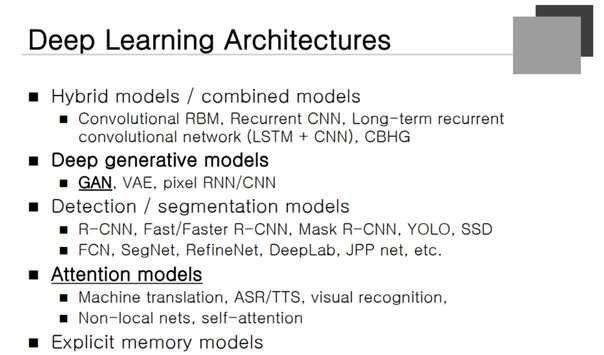 Deep Learning Architectures
Hybrid models / combined models
Convolutional RBM, Recurrent CNN, Long-term recurrent
convolutional network (LSTM + CNN), CBHG
Deep generative models
GAN, VAE, pixel RNN/CNN
Detection / segmentation models
R-CNN, Fast/Faster R-CNN, Mask R-CNN, YOLO, SSD
FCN, SegNet, RefineNet, DeepLab, JPP net, etc.
Attention models
Machine translation, ASR/TTS, visual recognition,
Non-local nets, self-attention
Explicit memory models